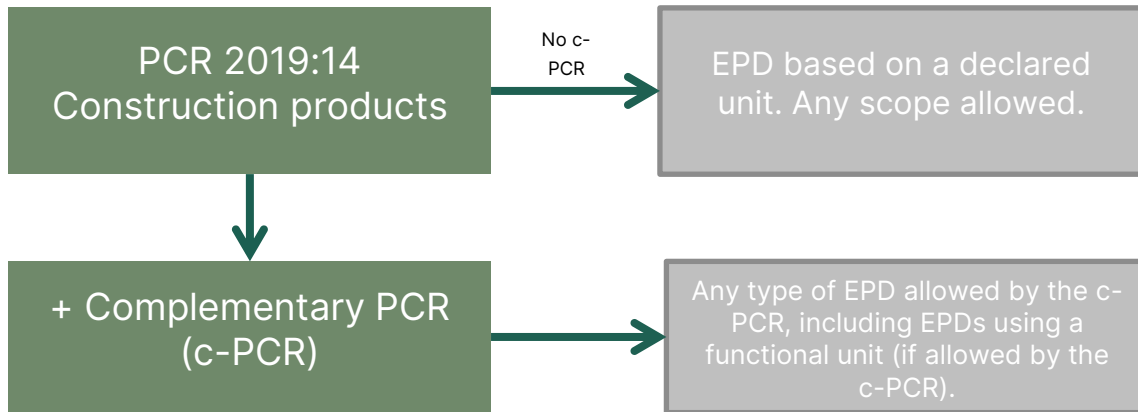 PCR 2019:14
Construction products
No c-
PCR
EPD based on a declared
unit. Any scope allowed.
+ Complementary PCR
(c-PCR)
Any type of EPD allowed by the c-
PCR, including EPDs using a
functional unit (if allowed by the
c-PCR).